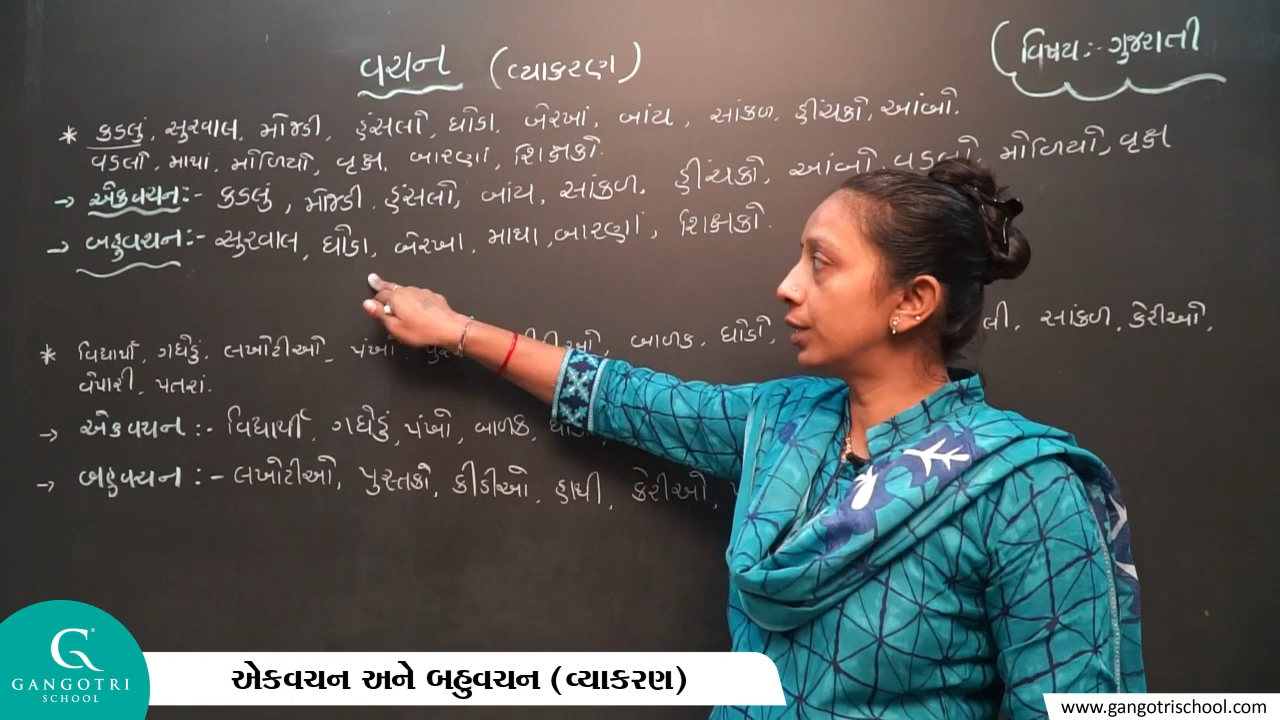 વચન (વ્યાકરણ)
(વિષય:- ગુજરાતી
* કડલું, સુરવાલ, મોજડી, હંસલો, ઘોડા, બેરખાં, બાંય, સાંકળ, હીંચકો, આંબો.
વડલો, માથાં, મોળિયો, વૃક્ષ, બારણાં, શિક્ષકો.
→ એકવચન:- કડલું, મોજડી, હંસલો, બાંય, સાંકળ, હીંચકો, આંબો, વડલો, મોળિયો, વૃક્ષ
→ બહુવચન:- સુરવાલ, ઘોડા, બેરખા, માથા, બારણાં, શિક્ષકો.
* વિદ્યાર્થી, ગધેડું, લખોટીઓ, પંખો, બાળક, ઘોડો, સાંકળ, કેરીઓ,
વેપારી, પતરાં.
→ એકવચન:- વિદ્યાર્થી, ગધેડું, પંખો, બાળક,
→ બહુવચન:- લખોટીઓ, પુસ્તકો, કીડીઓ, હાથી, કેરીઓ,
GANGOTRI
SCHOOL
એકવચન અને બહુવચન (વ્યાકરણ)
www.gangotrischool.com